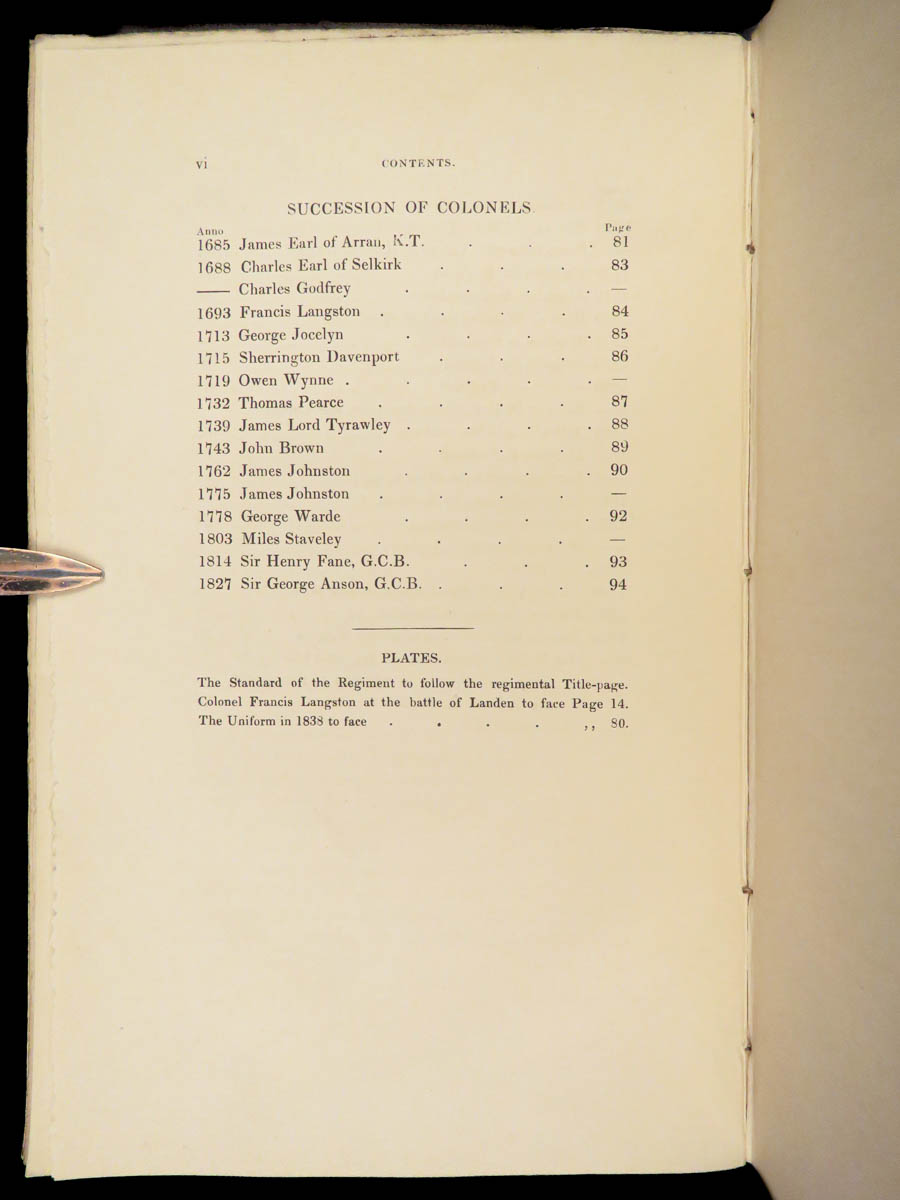 vi CONTENTS.
SUCCESSION OF COLONELS.
Anno Page
1685 James Earl of Arran, K.T. . . . 81
1688 Charles Earl of Selkirk . . . 83
—— Charles Godfrey . . . . —
1693 Francis Langston . . . . 84
1713 George Jocelyn . . . . 85
1715 Sherrington Davenport . . . 86
1719 Owen Wynne . . . . . —
1732 Thomas Pearce . . . . 87
1739 James Lord Tyrawley . . . . 88
1743 John Brown . . . . 89
1762 James Johnston . . . . 90
1775 James Johnston . . . . —
1778 George Warde . . . . 92
1803 Miles Staveley . . . . —
1814 Sir Henry Fane, G.C.B. . . . 93
1827 Sir George Anson, G.C.B. . . . 94
PLATES.
The Standard of the Regiment to follow the regimental Title-page.
Colonel Francis Langston at the battle of Landen to face Page 14.
The Uniform in 1838 to face . . . . ,, 80.